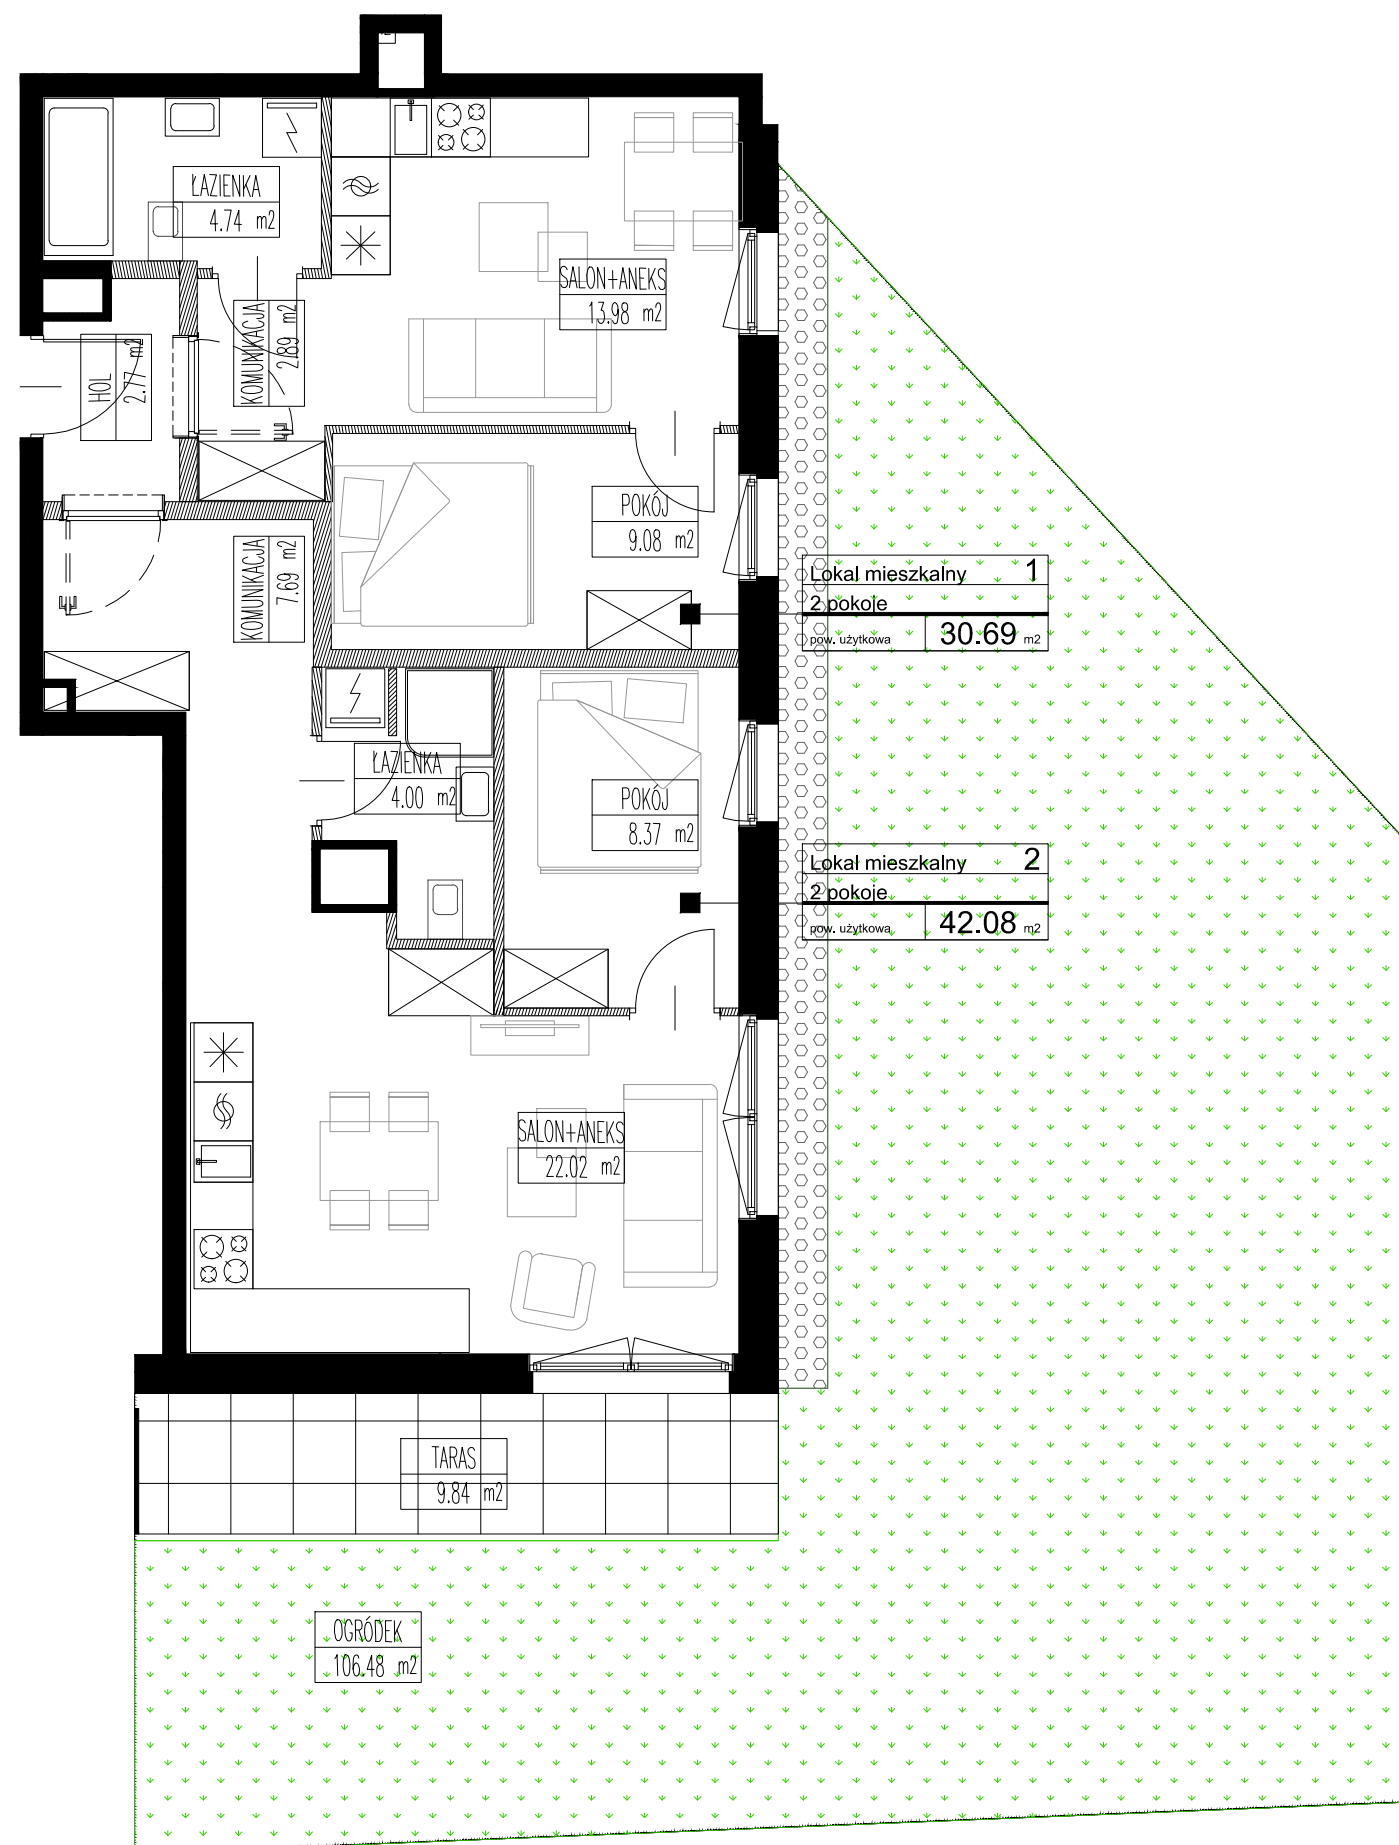 ŁAZIENKA
4.74 m2
SALON+ANEKS
13.98 m2
KOMUNIKACJA
2.89 m2
HOL
2.77 m2
POKÓJ
9.08 m2
KOMUNIKACJA
7.69 m2
Lokal mieszkalny 1
2 pokoje
pow. użytkowa 30.69 m2
ŁAZIENKA
4.00 m2
POKÓJ
8.37 m2
Lokal mieszkalny 2
2 pokoje
pow. użytkowa 42.08 m2
SALON+ANEKS
22.02 m2
TARAS
9.84 m2
OGRÓDEK
106.48 m2